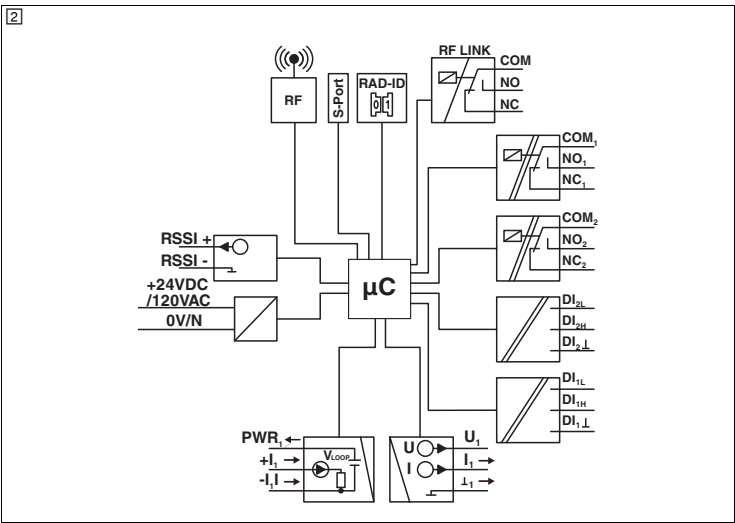 2
RF LINK
COM
NO
NC
RF
S-Port
RAD-ID
0 1
COM₁
NO₁
NC₁
COM₂
NO₂
NC₂
RSSI +
RSSI -
+24VDC
/120VAC
0V/N
µC
DI₂L
DI₂H
DI₂⊥
DI₁L
DI₁H
DI₁⊥
PWR₁
+I₁
-I₁I
VLOOP
U
I
U₁
I₁
⊥₁